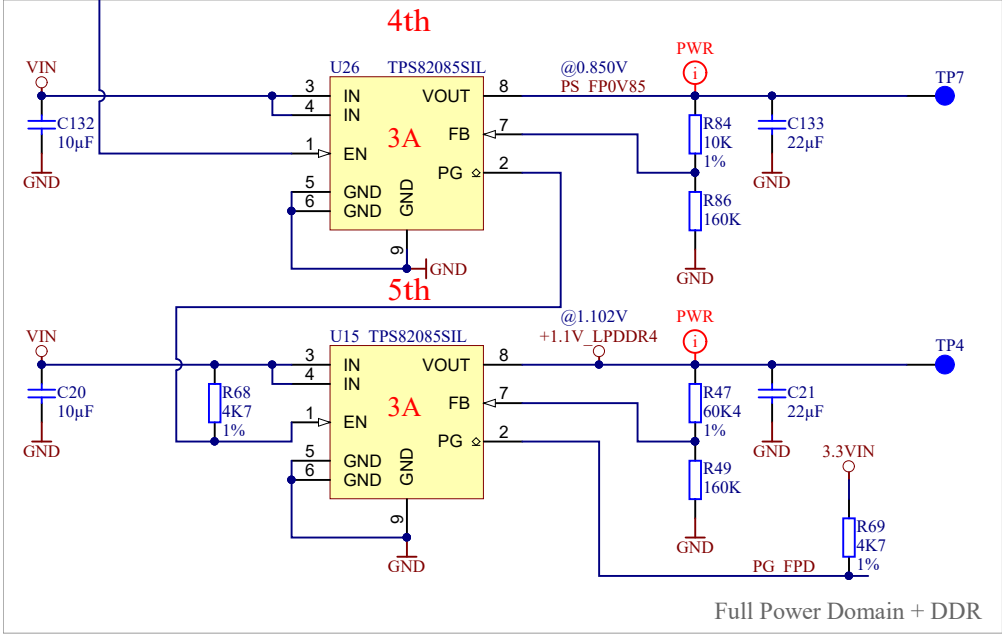 4th
U26 TPS82085SIL
VIN
C132
10µF
GND
3 IN
4 IN
1 EN
5 GND
6 GND
GND
9
GND
3A
VOUT 8
FB 7
PG 2
@0.850V
PS_FP0V85
PWR
i
R84
10K
1%
R86
160K
GND
C133
22µF
GND
TP7
5th
U15 TPS82085SIL
VIN
C20
10µF
GND
R68
4K7
1%
3 IN
4 IN
1 EN
5 GND
6 GND
GND
9
GND
3A
VOUT 8
FB 7
PG 2
@1.102V
+1.1V_LPDDR4
PWR
i
R47
60K4
1%
R49
160K
GND
C21
22µF
GND
TP4
3.3VIN
R69
4K7
1%
PG_FPD
Full Power Domain + DDR